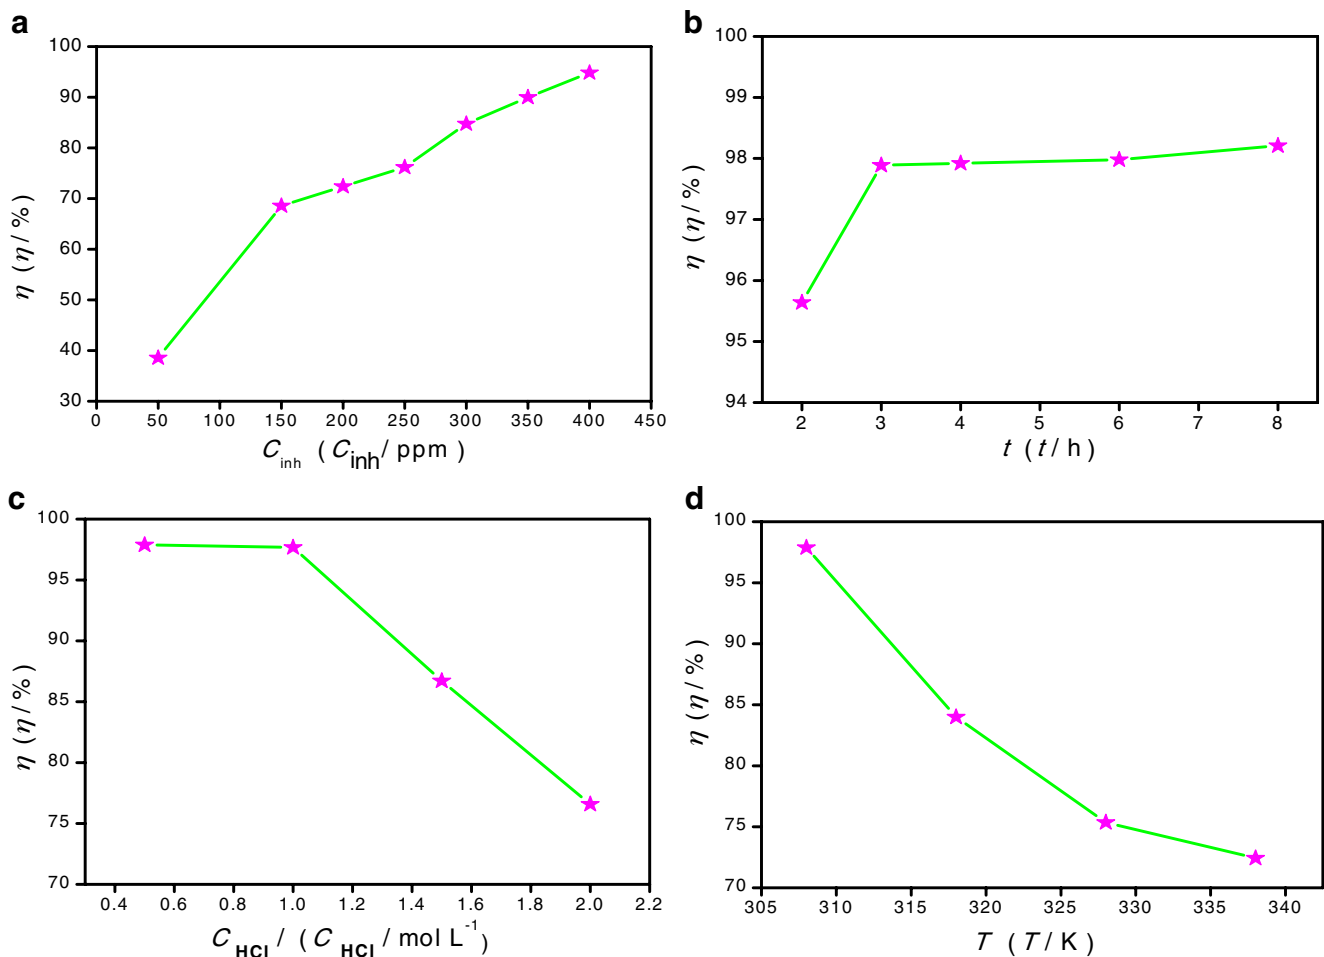 a
100
90
80
70
60
50
40
30
η (η / %)
0 50 100 150 200 250 300 350 400 450
C inh (C inh / ppm)
b
100
99
98
97
96
95
94
η (η / %)
2 3 4 5 6 7 8
t (t / h)
c
100
95
90
85
80
75
70
η (η / %)
0.4 0.6 0.8 1.0 1.2 1.4 1.6 1.8 2.0 2.2
C HCl / (C HCl / mol L⁻¹)
d
100
95
90
85
80
75
70
η (η / %)
305 310 315 320 325 330 335 340
T (T / K)